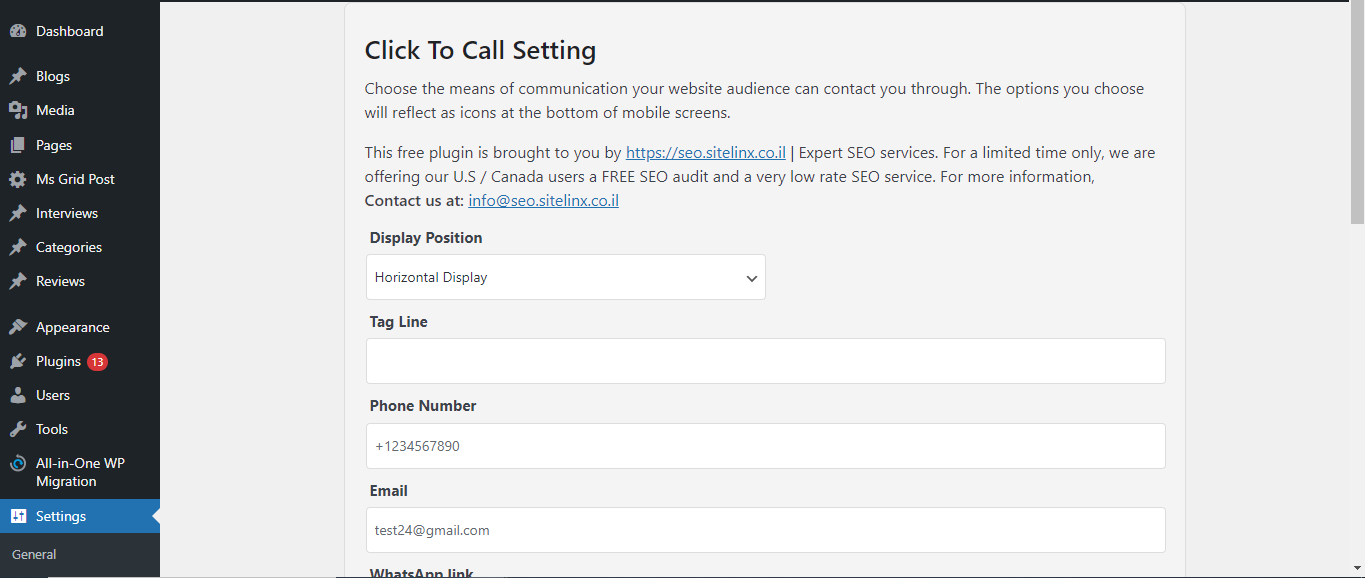 Dashboard
Blogs
Media
Pages
Ms Grid Post
Interviews
Categories
Reviews
Appearance
Plugins 13
Users
Tools
All-in-One WP
Migration
Settings
General
Click To Call Setting
Choose the means of communication your website audience can contact you through. The options you choose
will reflect as icons at the bottom of mobile screens.
This free plugin is brought to you by https://seo.sitelinx.co.il | Expert SEO services. For a limited time only, we are
offering our U.S / Canada users a FREE SEO audit and a very low rate SEO service. For more information,
Contact us at: info@seo.sitelinx.co.il
Display Position
Horizontal Display
Tag Line
Phone Number
+1234567890
Email
test24@gmail.com
WhatsApp link